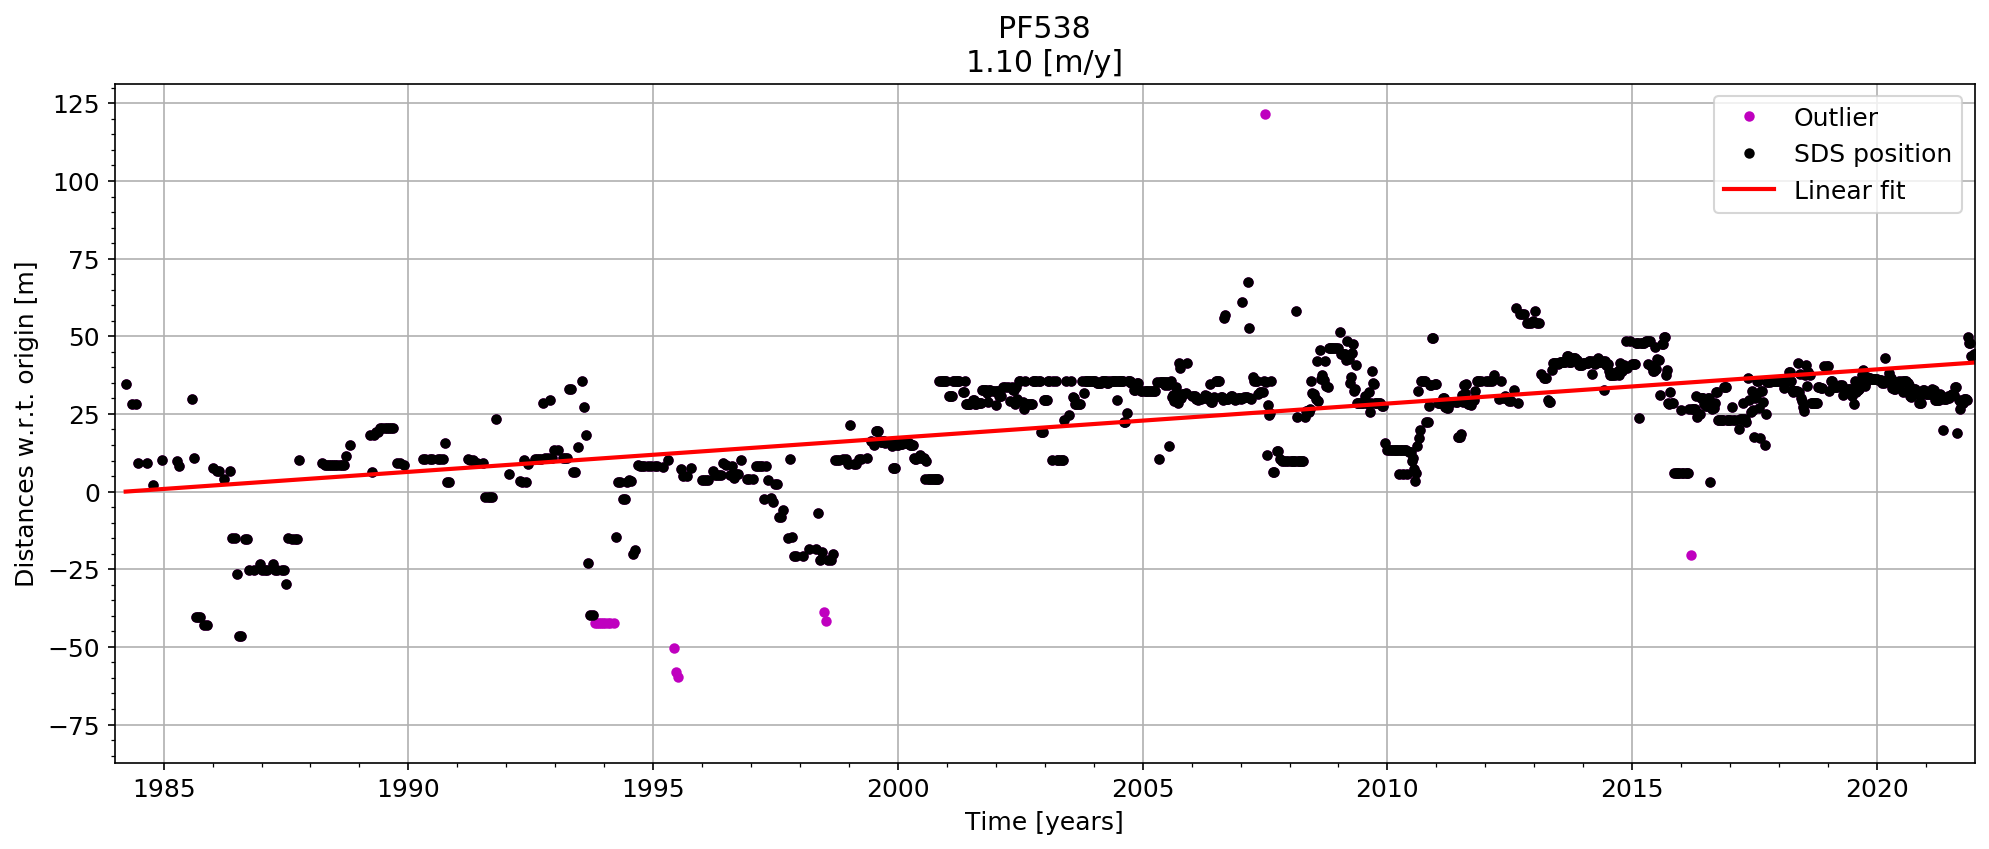 PF538
1.10 [m/y]
Distances w.r.t. origin [m]
125
100
75
50
25
0
−25
−50
−75
Outlier
SDS position
Linear fit
1985
1990
1995
2000
2005
2010
2015
2020
Time [years]